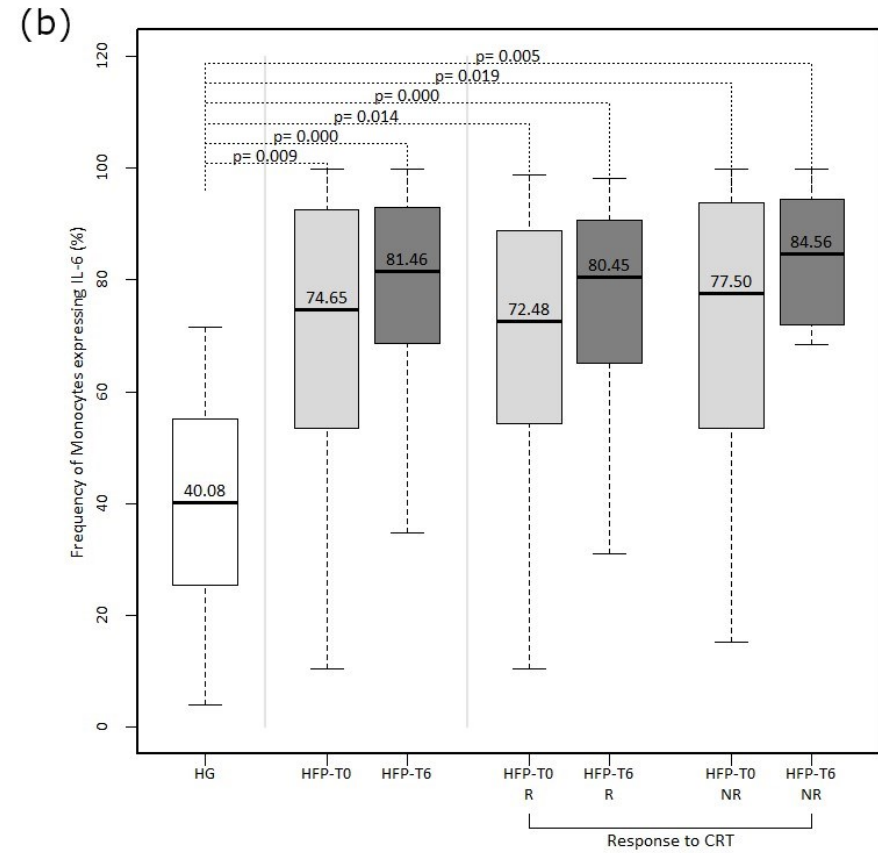 (b)
120
100
80
60
40
20
0
Frequency of Monocytes expressing IL-6 (%)
p= 0.005
p= 0.019
p= 0.000
p= 0.014
p= 0.000
p= 0.009
40.08
74.65
81.46
72.48
80.45
77.50
84.56
HG
HFP-T0
HFP-T6
HFP-T0
R
HFP-T6
R
HFP-T0
NR
HFP-T6
NR
Response to CRT